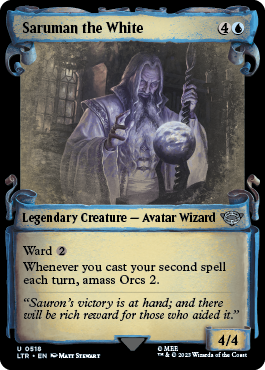 Saruman the White 4
Legendary Creature — Avatar Wizard
Ward 2
Whenever you cast your second spell
each turn, amass Orcs 2.
“Sauron’s victory is at hand; and there
will be rich reward for those who aided it.”
4/4
U 0518
LTR • EN Matt Stewart
© MEE
™ & © 2023 Wizards of the Coast